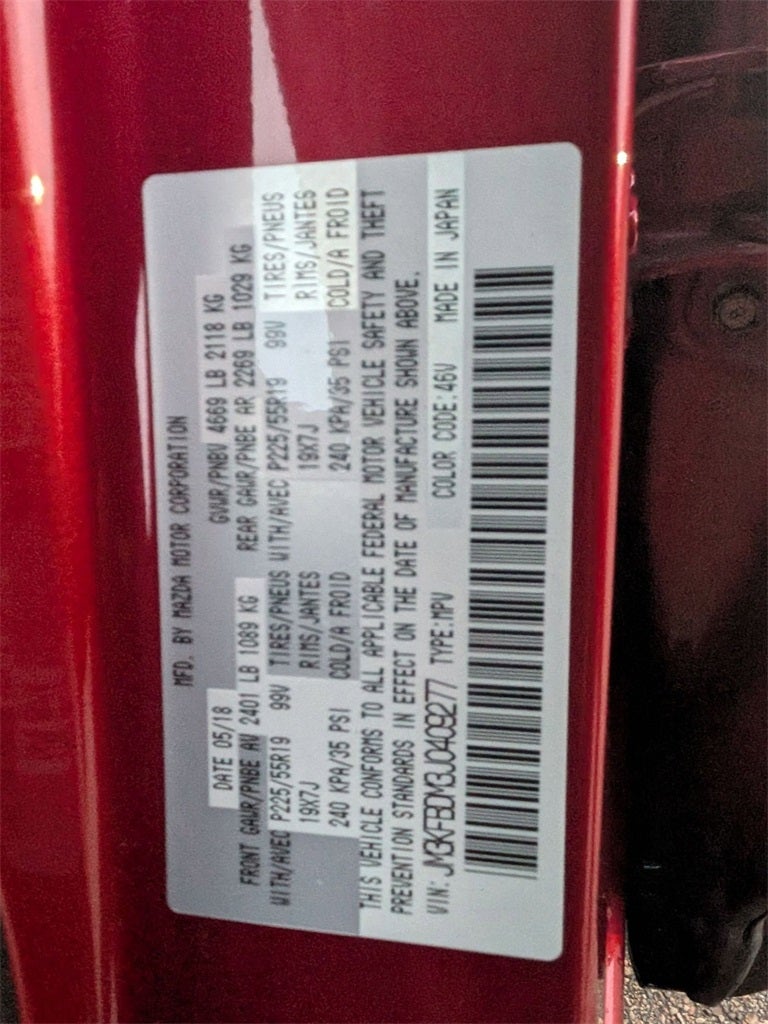 MFD. BY MAZDA MOTOR CORPORATION
DATE 05/18 GVWR/PNBV 4669 LB 2118 KG
FRONT GAWR/PNBE AV 2401 LB 1089 KG REAR GAWR/PNBE AR 2269 LB 1029 KG
WITH/AVEC P225/55R19 99V TIRES/PNEUS WITH/AVEC P225/55R19 99V TIRES/PNEUS
19X7J RIMS/JANTES 19X7J RIMS/JANTES
240 KPA/35 PSI COLD/A FROID 240 KPA/35 PSI COLD/A FROID
THIS VEHICLE CONFORMS TO ALL APPLICABLE FEDERAL MOTOR VEHICLE SAFETY AND THEFT
PREVENTION STANDARDS IN EFFECT ON THE DATE OF MANUFACTURE SHOWN ABOVE.
VIN: JM3KFBDM3J0409277 TYPE:MPV COLOR CODE:46V MADE IN JAPAN